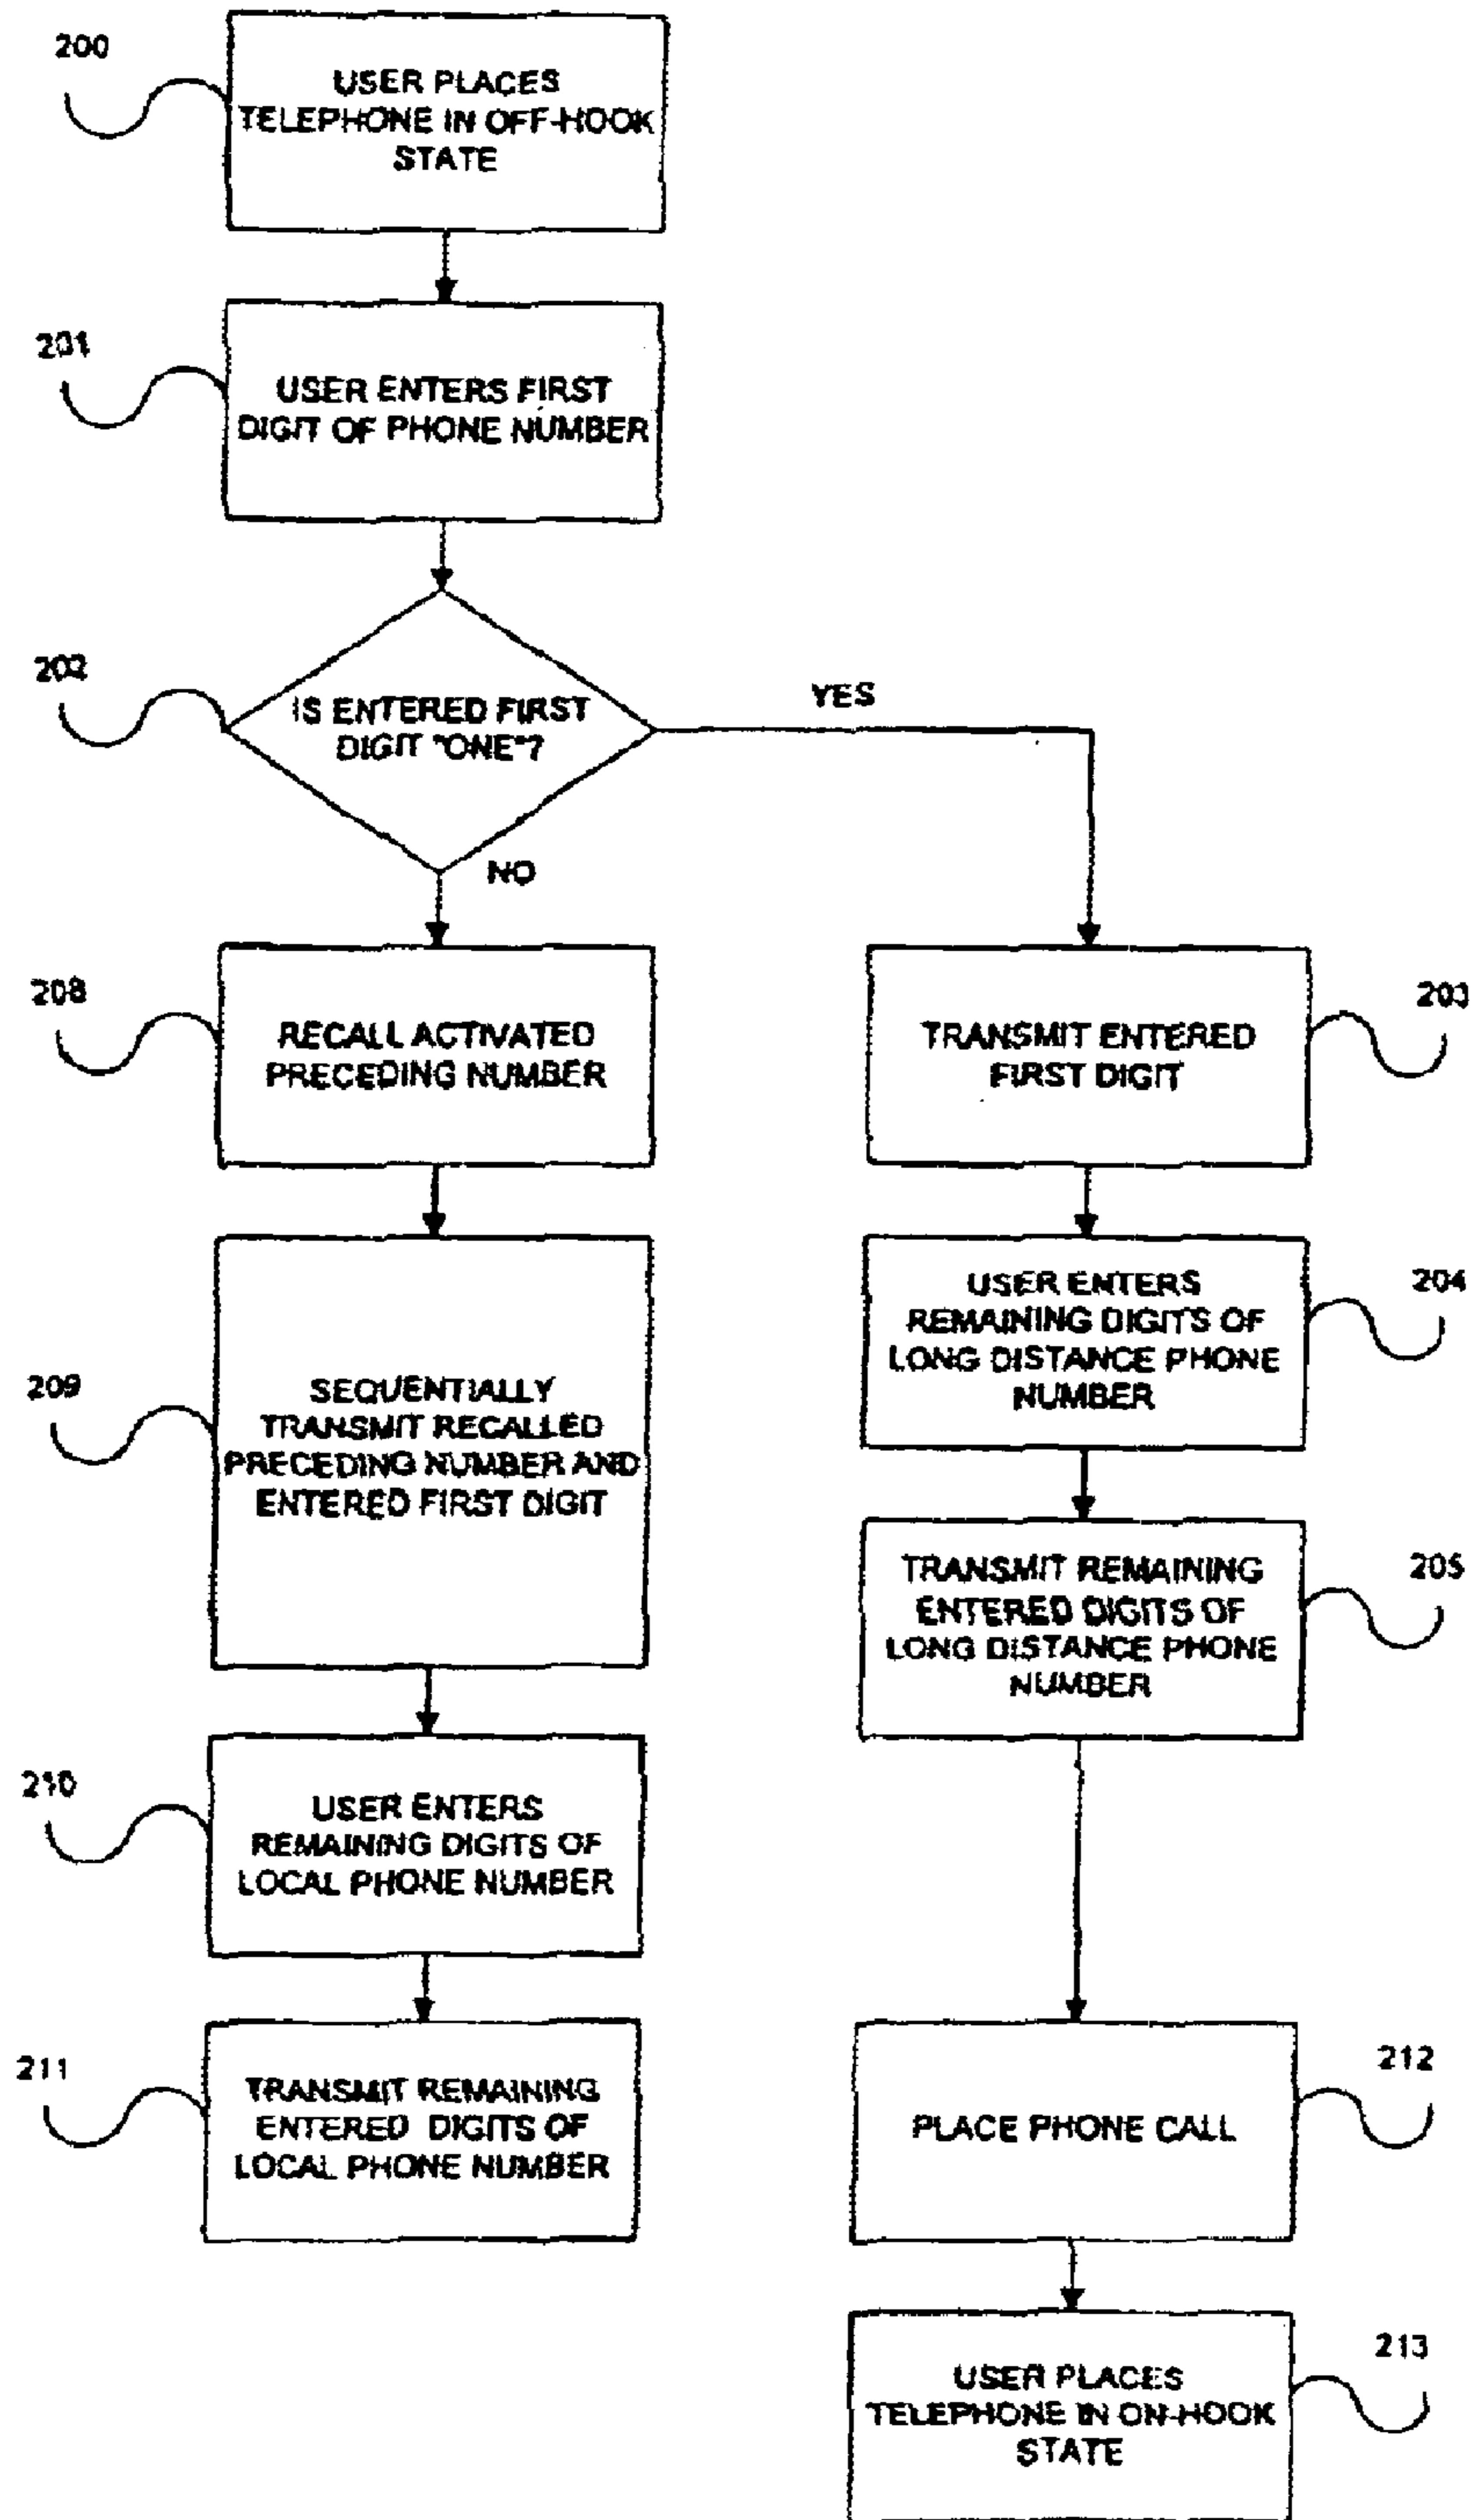 200
USER PLACES
TELEPHONE IN OFF-HOOK
STATE
201
USER ENTERS FIRST
DIGIT OF PHONE NUMBER
202
IS ENTERED FIRST
DIGIT "ONE"?
YES
NO
208
RECALL ACTIVATED
PRECEDING NUMBER
203
TRANSMIT ENTERED
FIRST DIGIT
209
SEQUENTIALLY
TRANSMIT RECALLED
PRECEDING NUMBER AND
ENTERED FIRST DIGIT
204
USER ENTERS
REMAINING DIGITS OF
LONG DISTANCE PHONE
NUMBER
205
TRANSMIT REMAINING
ENTERED DIGITS OF
LONG DISTANCE PHONE
NUMBER
210
USER ENTERS
REMAINING DIGITS OF
LOCAL PHONE NUMBER
211
TRANSMIT REMAINING
ENTERED DIGITS OF
LOCAL PHONE NUMBER
212
PLACE PHONE CALL
213
USER PLACES
TELEPHONE IN ON-HOOK
STATE